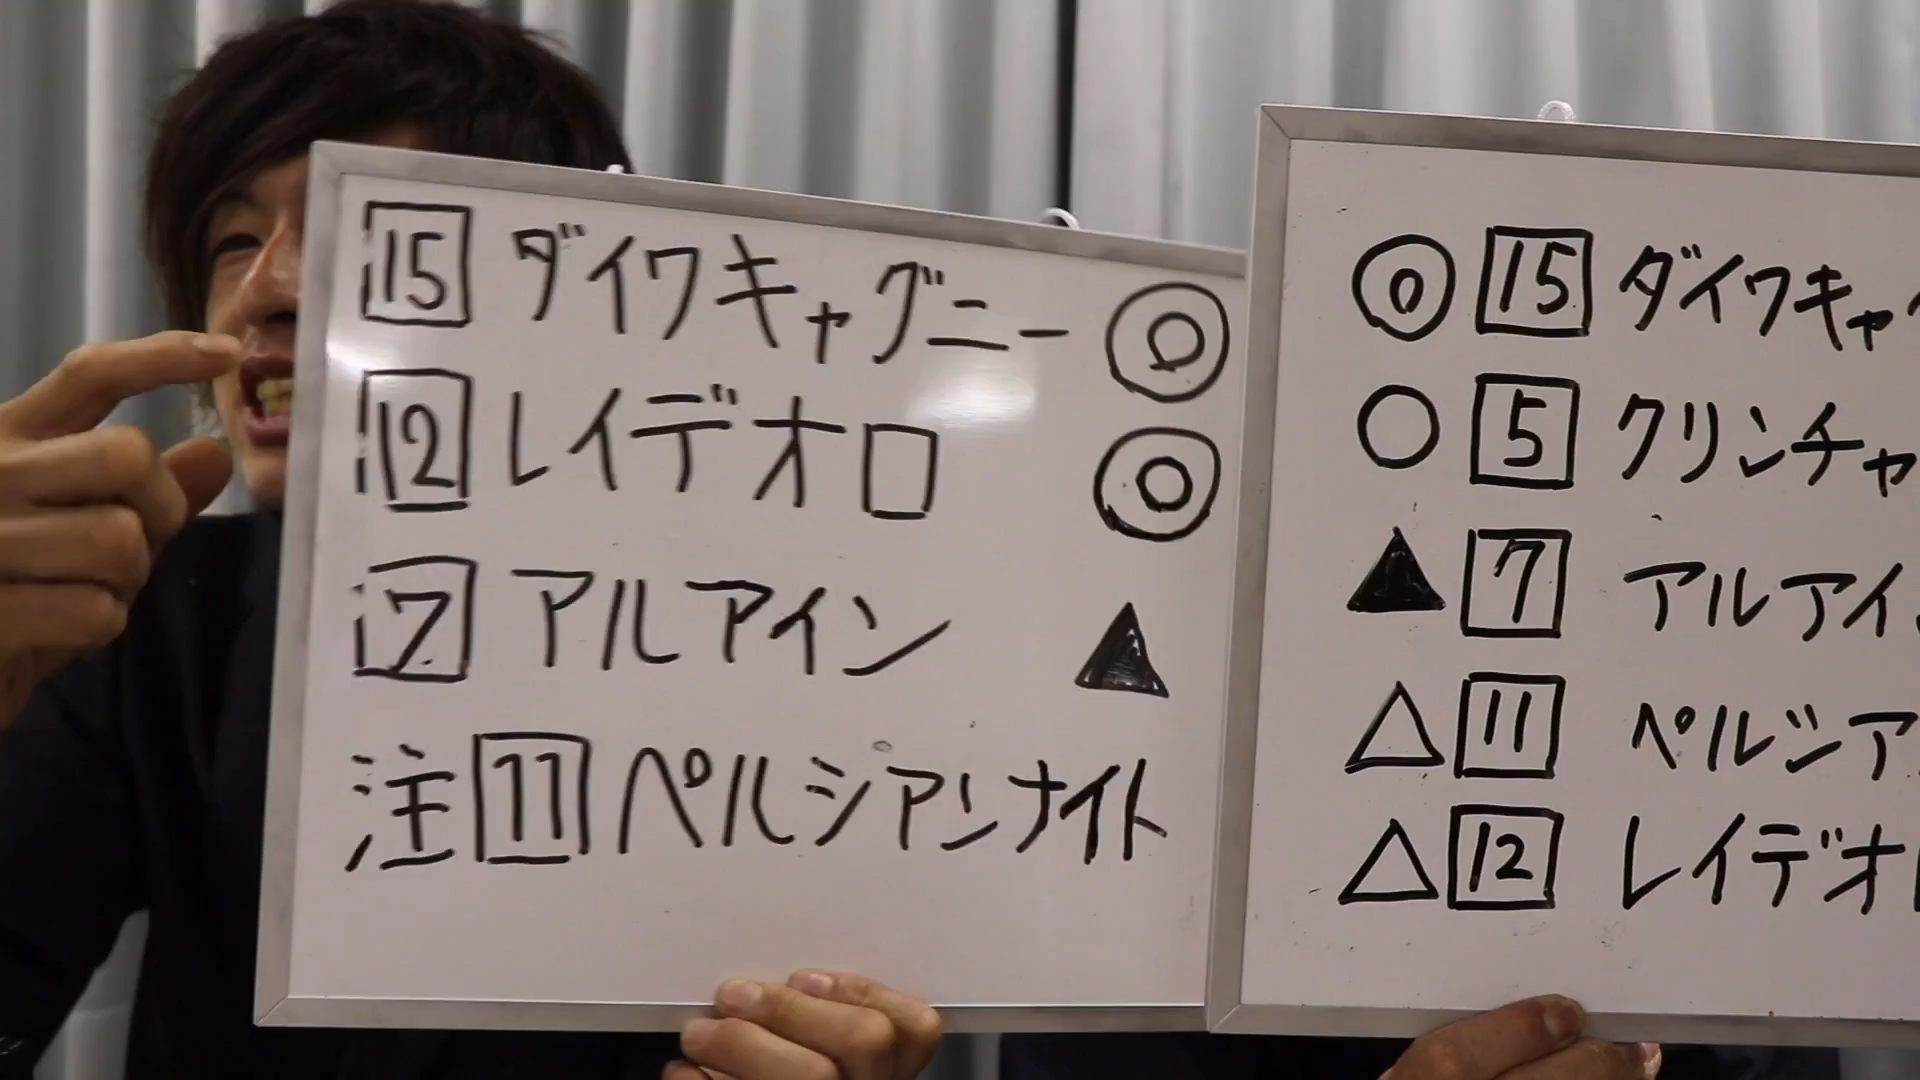 15 ダイワキャグニー ◎
12 レイデオロ ◎
7 アルアイン ▲
注 11 ペルシアンナイト
◎ 15 ダイワキャ
○ 5 クリンチャ
▲ 7 アルアイ
△ 11 ペルシア
△ 12 レイデオ